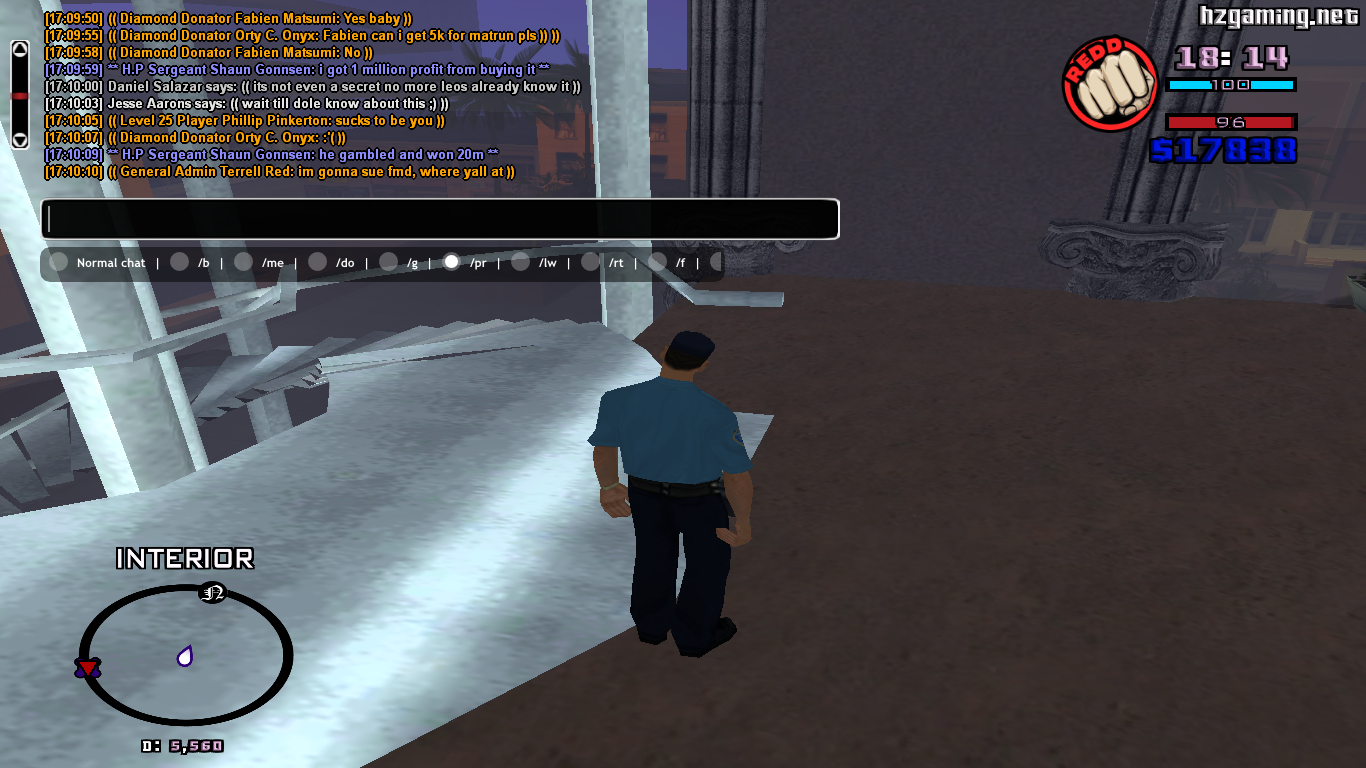 [17:09:50] (( Diamond Donator Fabien Matsumi: Yes baby ))
[17:09:55] (( Diamond Donator Orty C. Onyx: Fabien can i get 5k for matrun pls )) ))
[17:09:58] (( Diamond Donator Fabien Matsumi: No ))
[17:09:59] ** H.P Sergeant Shaun Gonnsen: i got 1 million profit from buying it **
[17:10:00] Daniel Salazar says: (( its not even a secret no more leos already know it ))
[17:10:03] Jesse Aarons says: (( wait till dole know about this ;) ))
[17:10:05] (( Level 25 Player Phillip Pinkerton: sucks to be you ))
[17:10:07] (( Diamond Donator Orty C. Onyx: :'( ))
[17:10:09] ** H.P Sergeant Shaun Gonnsen: he gambled and won 20m **
[17:10:10] (( General Admin Terrell Red: im gonna sue fmd, where yall at ))
hzgaming.net
REDD
18:14
100
96
$17838
Normal chat | /b | /me | /do | /g | /pr | /lw | /rt | /f |
INTERIOR
N
D: 5,560